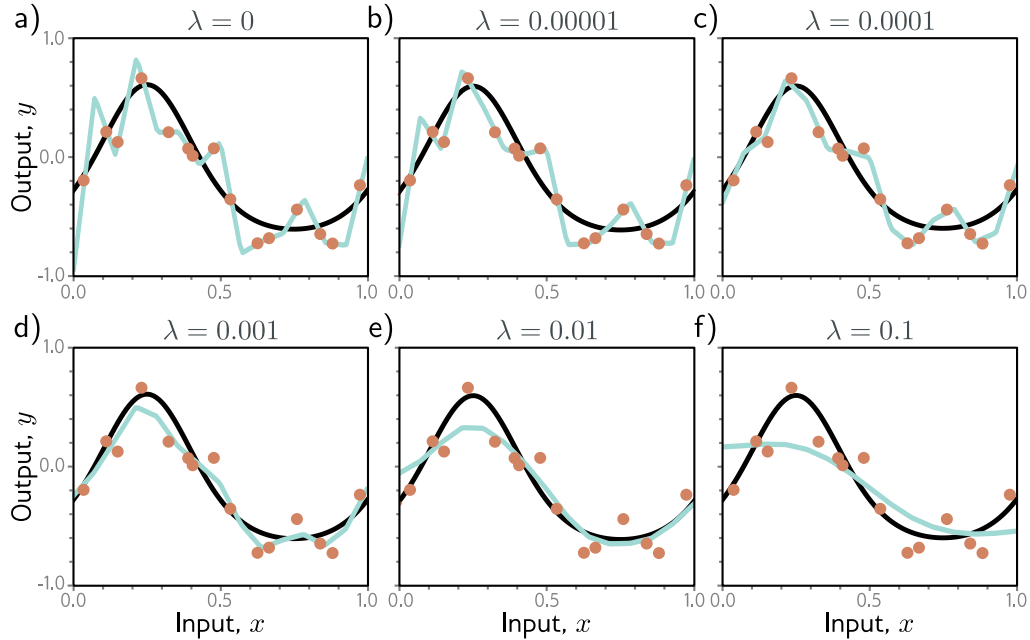 a) λ = 0
b) λ = 0.00001
c) λ = 0.0001
1.0
0.0
-1.0
Output, y
0.0 0.5 1.0
0.0 0.5 1.0
0.0 0.5 1.0
d) λ = 0.001
e) λ = 0.01
f) λ = 0.1
1.0
0.0
-1.0
Output, y
0.0 0.5 1.0
0.0 0.5 1.0
0.0 0.5 1.0
Input, x
Input, x
Input, x